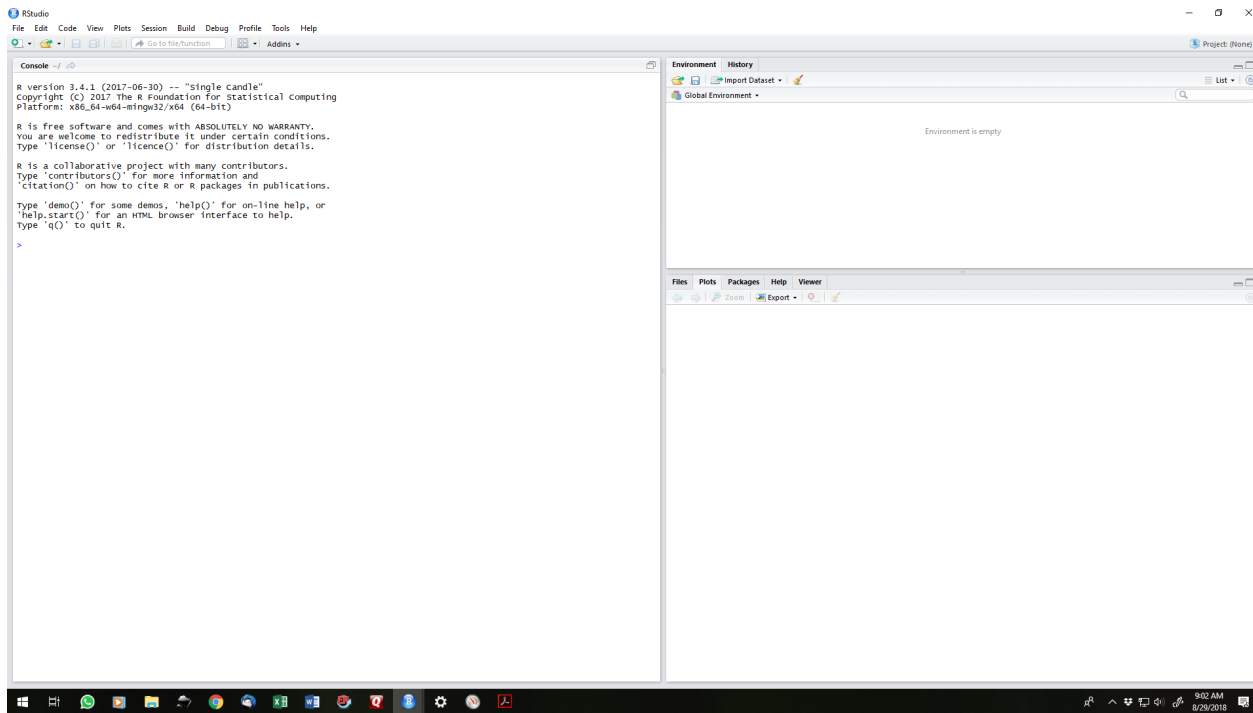 RStudio
File Edit Code View Plots Session Build Debug Profile Tools Help
Go to file/function Addins Project: (None)
Console ~/
R version 3.4.1 (2017-06-30) -- "Single Candle"
Copyright (C) 2017 The R Foundation for Statistical Computing
Platform: x86_64-w64-mingw32/x64 (64-bit)
R is free software and comes with ABSOLUTELY NO WARRANTY.
You are welcome to redistribute it under certain conditions.
Type 'license()' or 'licence()' for distribution details.
R is a collaborative project with many contributors.
Type 'contributors()' for more information and
'citation()' on how to cite R or R packages in publications.
Type 'demo()' for some demos, 'help()' for on-line help, or
'help.start()' for an HTML browser interface to help.
Type 'q()' to quit R.
>
Environment History
Import Dataset List
Global Environment
Environment is empty
Files Plots Packages Help Viewer
Zoom Export
9:02 AM
8/29/2018